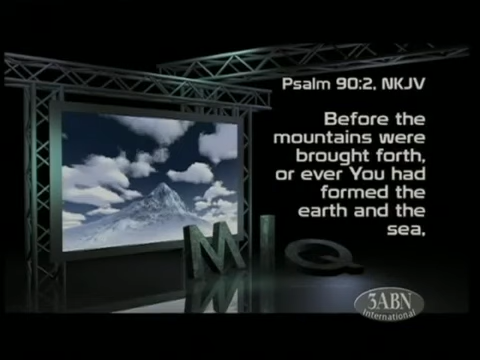 Psalm 90:2, NKJV
Before the
mountains were
brought forth,
or ever You had
formed the
earth and the
sea,
MIQ
3ABN
International